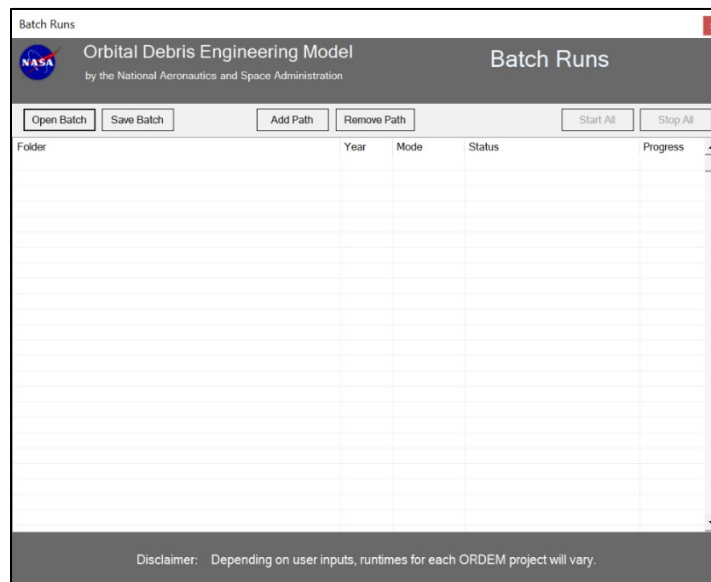 Batch Runs
NASA
Orbital Debris Engineering Model
by the National Aeronautics and Space Administration
Batch Runs
Open Batch Save Batch Add Path Remove Path Start All Stop All
Folder Year Mode Status Progress
Disclaimer: Depending on user inputs, runtimes for each ORDEM project will vary.